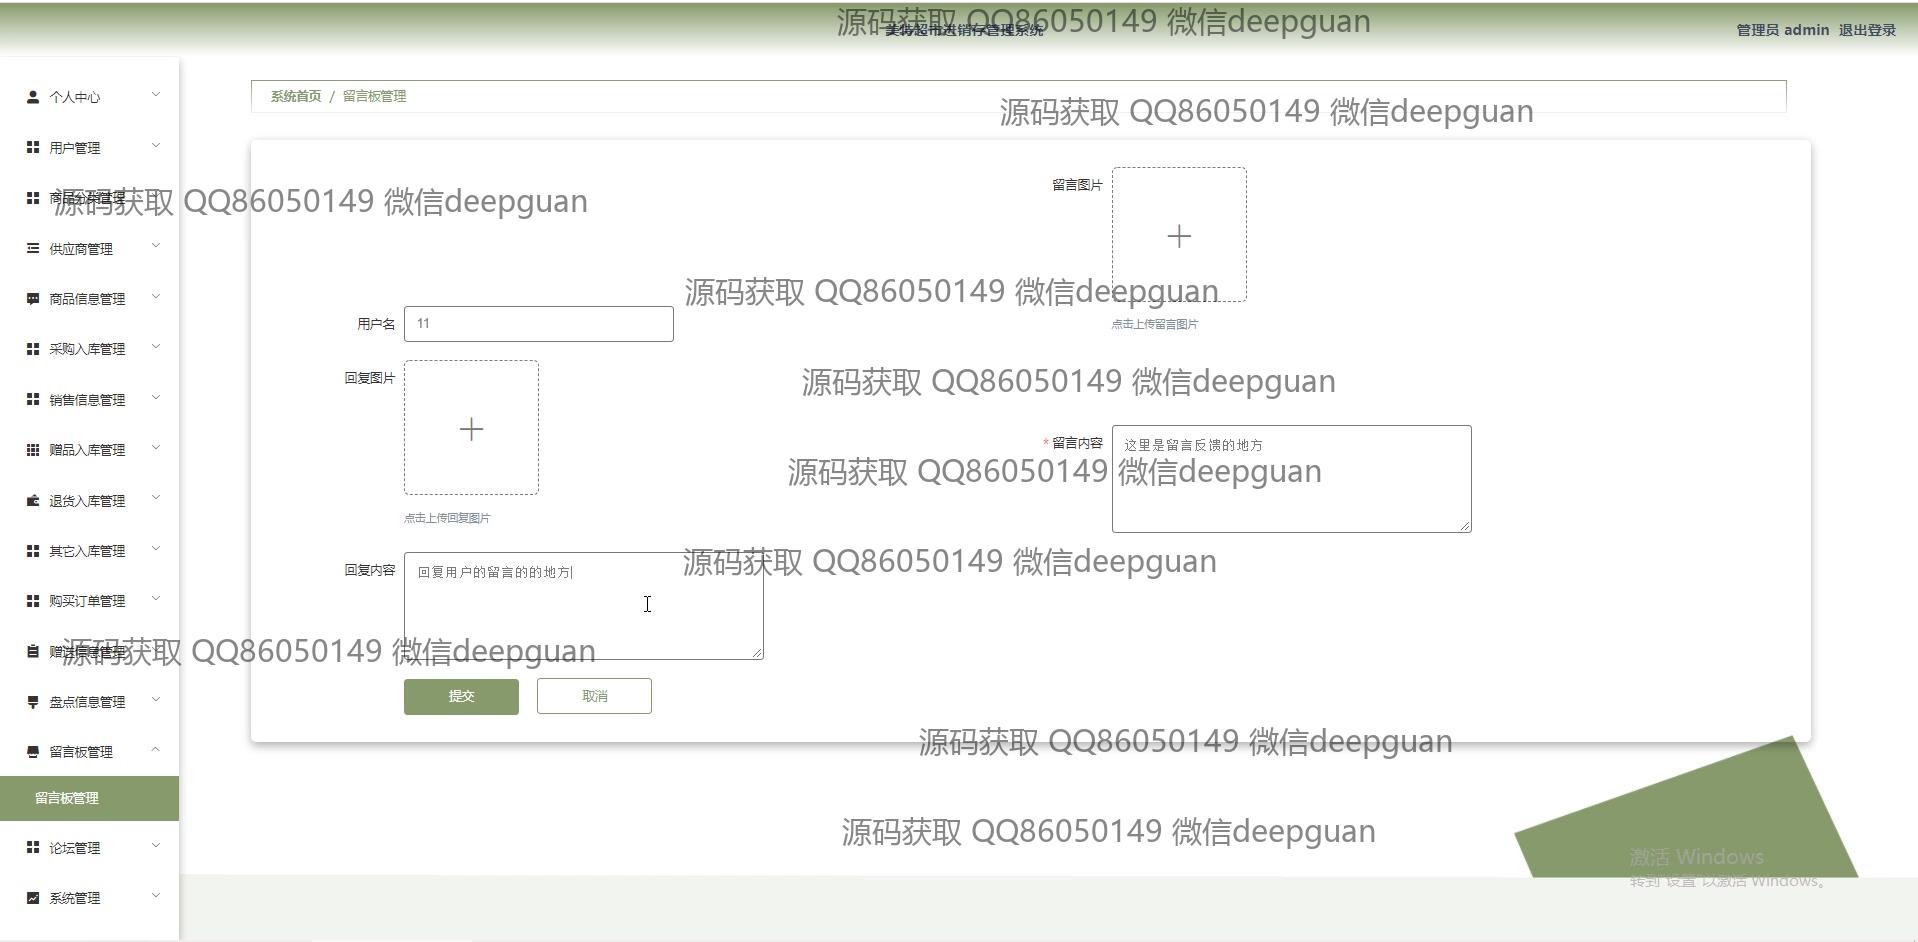 源码获取 QQ86050149 微信deepguan
美特超市进销存管理系统
管理员 admin 退出登录
系统首页 / 留言板管理
源码获取 QQ86050149 微信deepguan
个人中心
用户管理
商品分类管理
源码获取 QQ86050149 微信deepguan
供应商管理
商品信息管理
采购入库管理
销售信息管理
赠品入库管理
退货入库管理
其它入库管理
购买订单管理
赠送信息管理
源码获取 QQ86050149 微信deepguan
盘点信息管理
留言板管理
留言板管理
论坛管理
系统管理
留言图片
源码获取 QQ86050149 微信deepguan
点击上传留言图片
用户名 11
回复图片
源码获取 QQ86050149 微信deepguan
* 留言内容 这里是留言反馈的地方
源码获取 QQ86050149 微信deepguan
点击上传回复图片
源码获取 QQ86050149 微信deepguan
回复内容 回复用户的留言的的地方
提交 取消
源码获取 QQ86050149 微信deepguan
源码获取 QQ86050149 微信deepguan
激活 Windows
转到"设置"以激活 Windows。